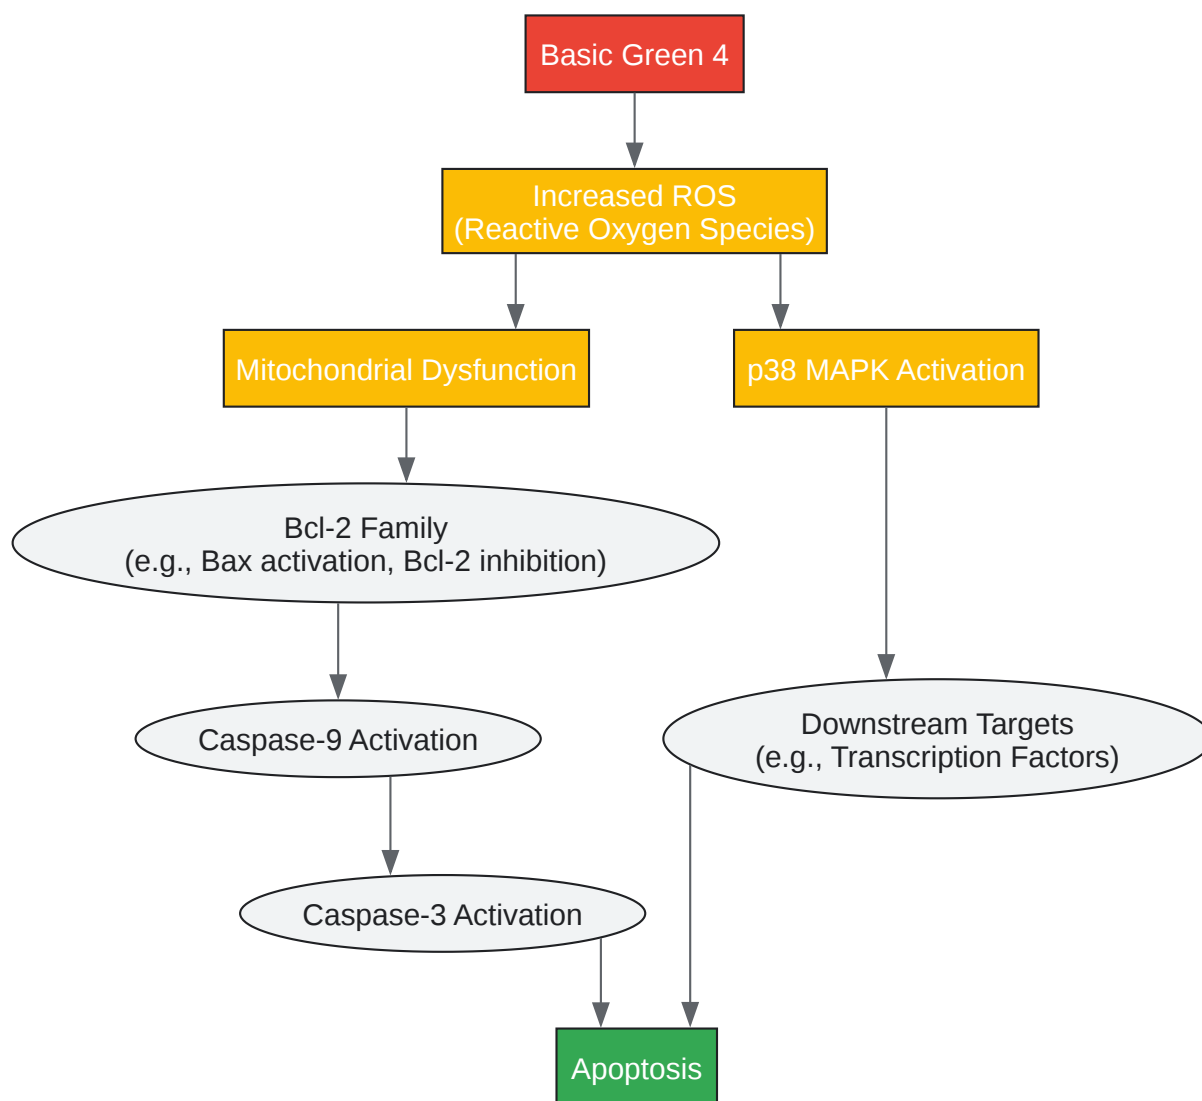 Basic Green 4
Increased ROS
(Reactive Oxygen Species)
Mitochondrial Dysfunction
p38 MAPK Activation
Bcl-2 Family
(e.g., Bax activation, Bcl-2 inhibition)
Caspase-9 Activation
Downstream Targets
(e.g., Transcription Factors)
Caspase-3 Activation
Apoptosis